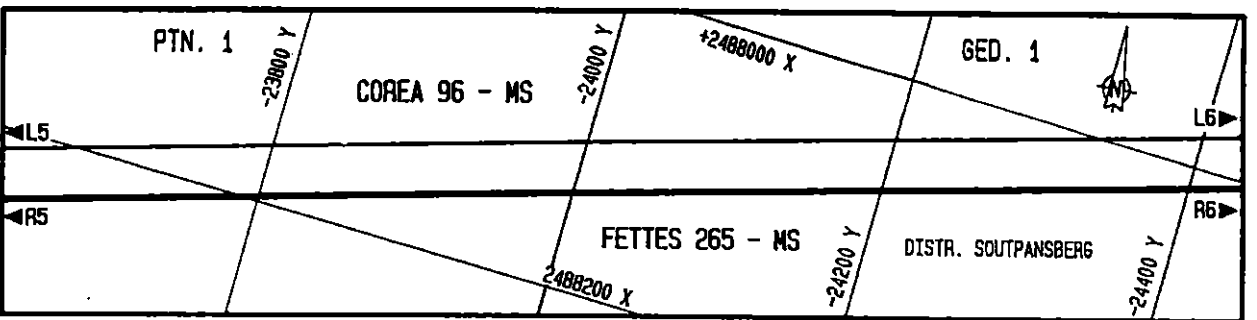 PTN. 1
-23800 Y
COREA 96 - MS
-24000 Y
+2488000 X
GED. 1
N
◀L5
L6▶
◀R5
R6▶
FETTES 265 - MS
2488200 X
-24200 Y
DISTR. SOUTPANSBERG
-24400 Y